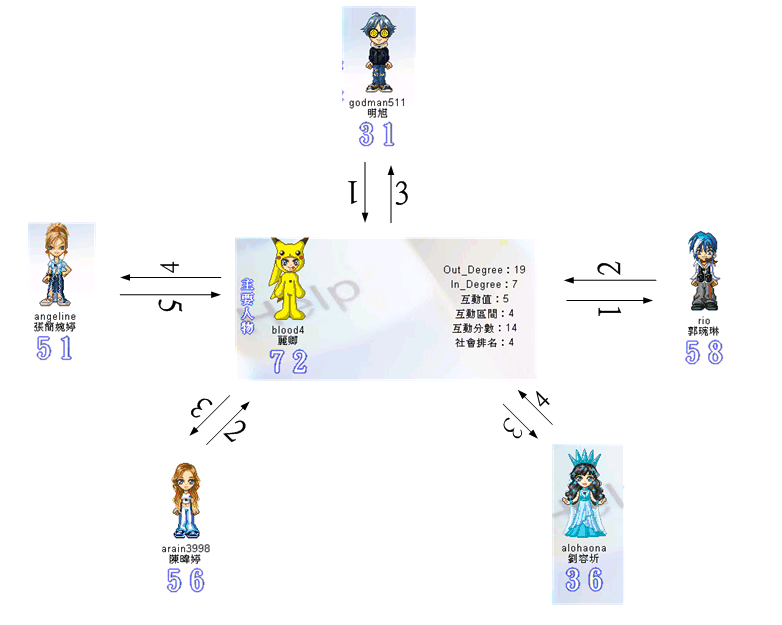 godman511
明旭
31
1
3
4
5
angeline
張簡婉婷
51
主要人物
Help
blood4
麗卿
72
Out_Degree：19
In_Degree：7
互動值：5
互動區間：4
互動分數：14
社會排名：4
2
1
rio
郭琬琳
58
3
2
arain3998
陳暐婷
56
4
3
alohaona
劉容圻
36